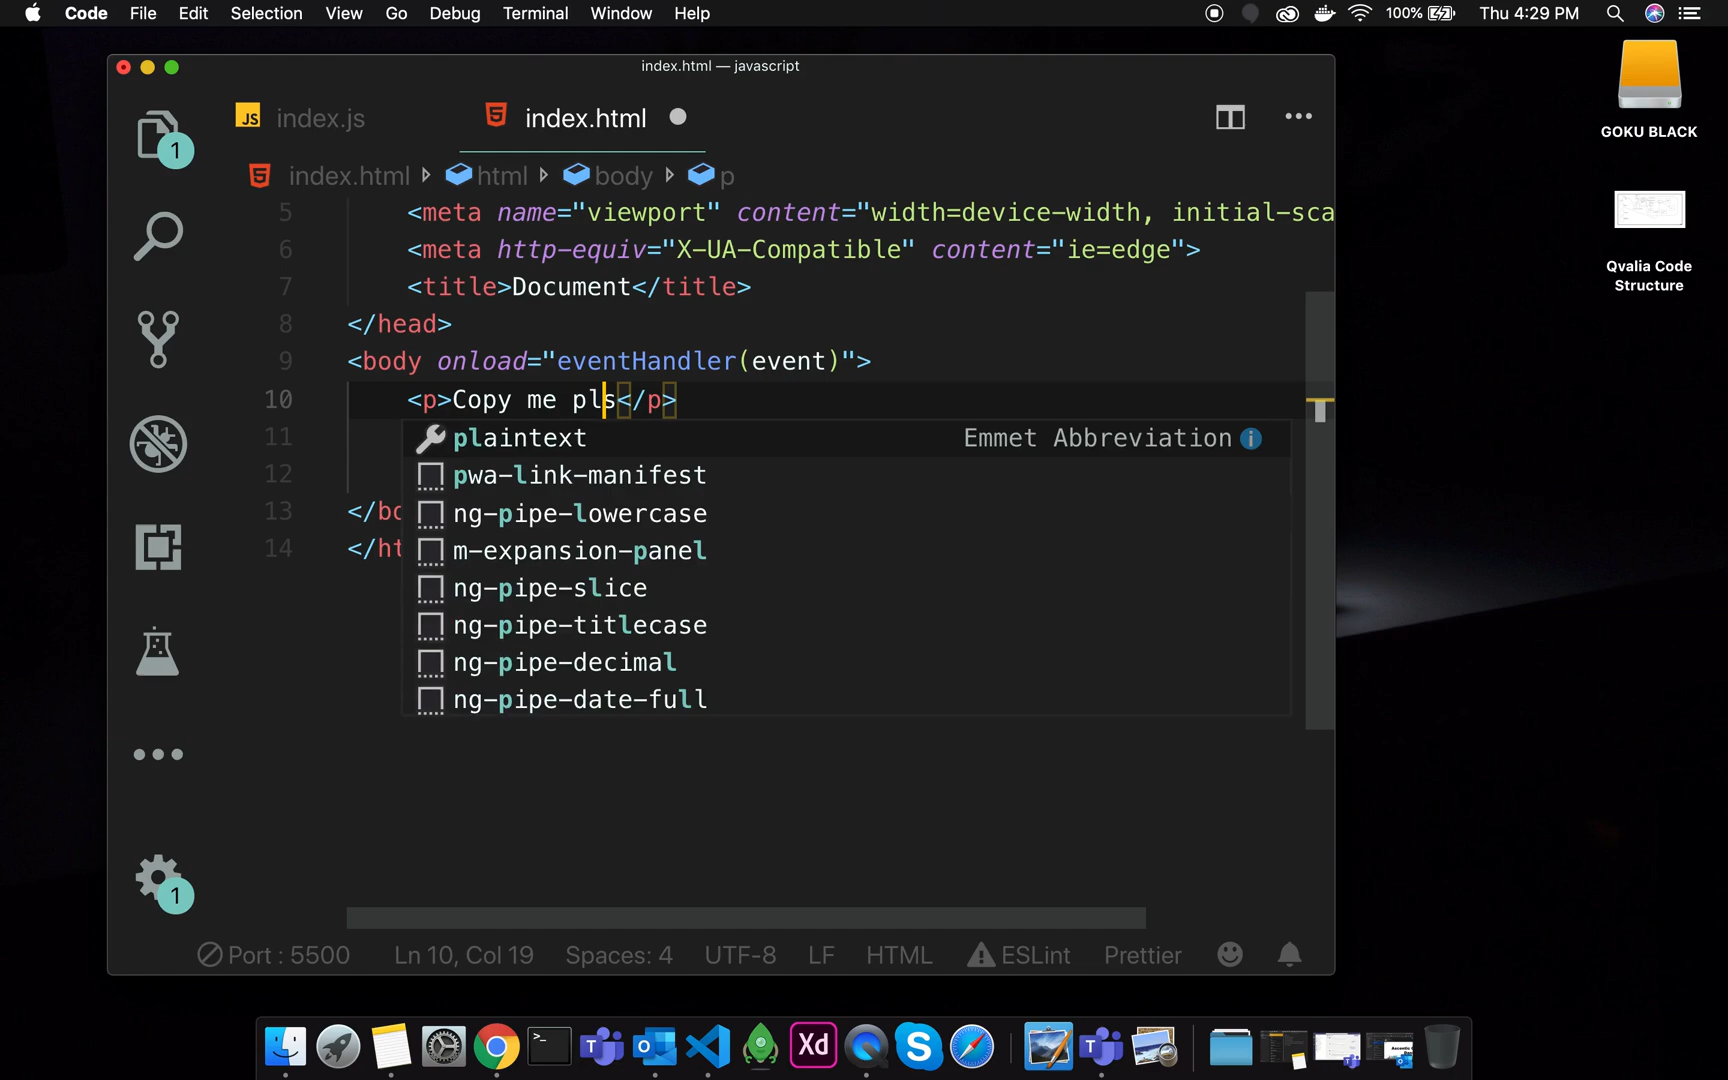 Code File Edit Selection View Go Debug Terminal Window Help 100% Thu 4:29 PM
index.html — javascript
JS index.js 5 index.html
1
index.html html body p
5 <meta name="viewport" content="width=device-width, initial-sca
6 <meta http-equiv="X-UA-Compatible" content="ie=edge">
7 <title>Document</title>
8 </head>
9 <body onload="eventHandler(event)">
10 <p>Copy me pls</p>
11 plaintext Emmet Abbreviation i
12 pwa-link-manifest
13 </bo ng-pipe-lowercase
14 </ht m-expansion-panel
ng-pipe-slice
ng-pipe-titlecase
ng-pipe-decimal
ng-pipe-date-full
1
Port : 5500 Ln 10, Col 19 Spaces: 4 UTF-8 LF HTML ESLint Prettier
GOKU BLACK
Qvalia Code
Structure
>_ T Xd S T